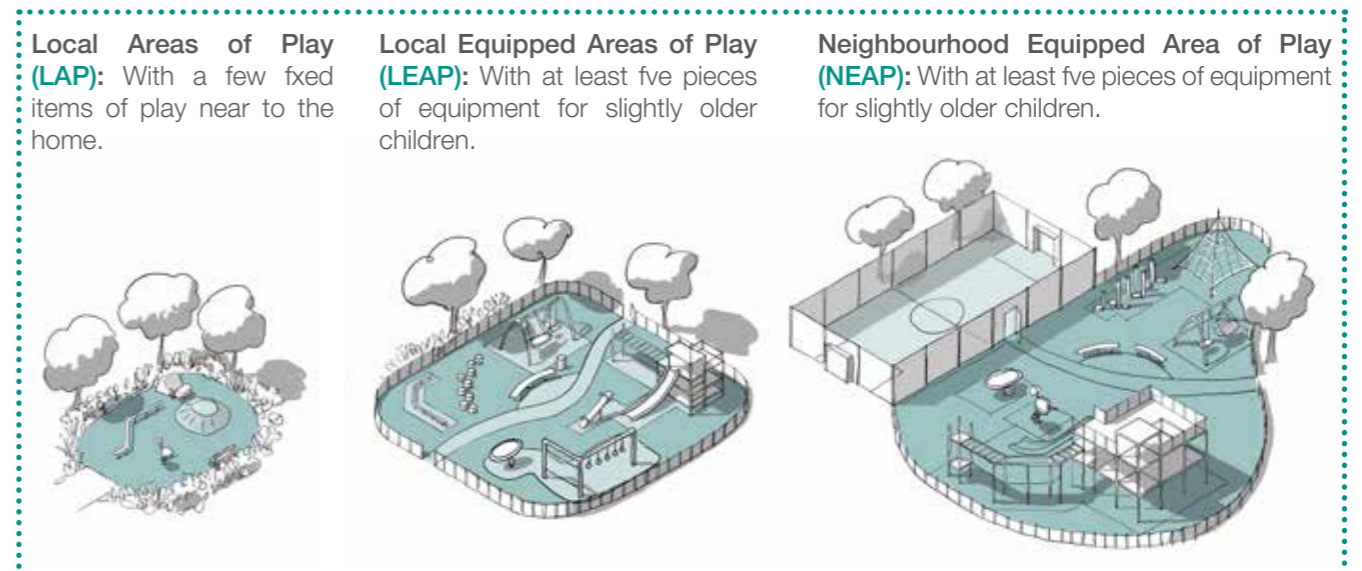 Local Areas of Play
(LAP): With a few fxed
items of play near to the
home.
Local Equipped Areas of Play
(LEAP): With at least fve pieces
of equipment for slightly older
children.
Neighbourhood Equipped Area of Play
(NEAP): With at least fve pieces of equipment
for slightly older children.